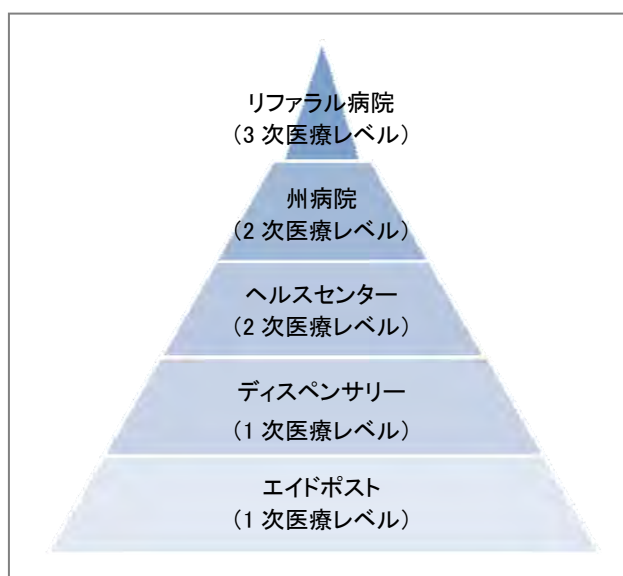 リファラル病院
（3 次医療レベル）
州病院
（2 次医療レベル）
ヘルスセンター
（2 次医療レベル）
ディスペンサリー
（1 次医療レベル）
エイドポスト
（1 次医療レベル）